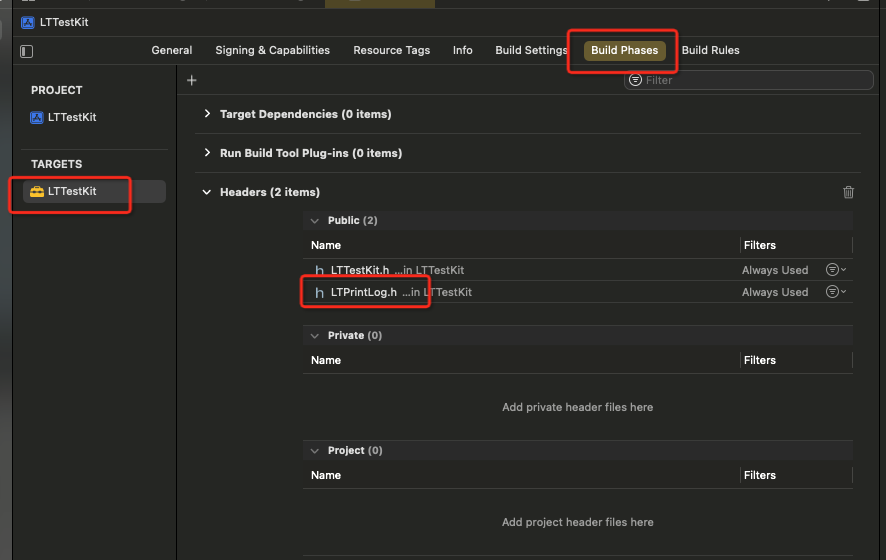 LTTestKit
General Signing & Capabilities Resource Tags Info Build Settings Build Phases Build Rules
Filter
PROJECT
LTTestKit
TARGETS
LTTestKit
Target Dependencies (0 items)
Run Build Tool Plug-ins (0 items)
Headers (2 items)
Public (2)
Name Filters
LTTestKit.h ...in LTTestKit Always Used
LTPrintLog.h ...in LTTestKit Always Used
Private (0)
Name Filters
Add private header files here
Project (0)
Name Filters
Add project header files here